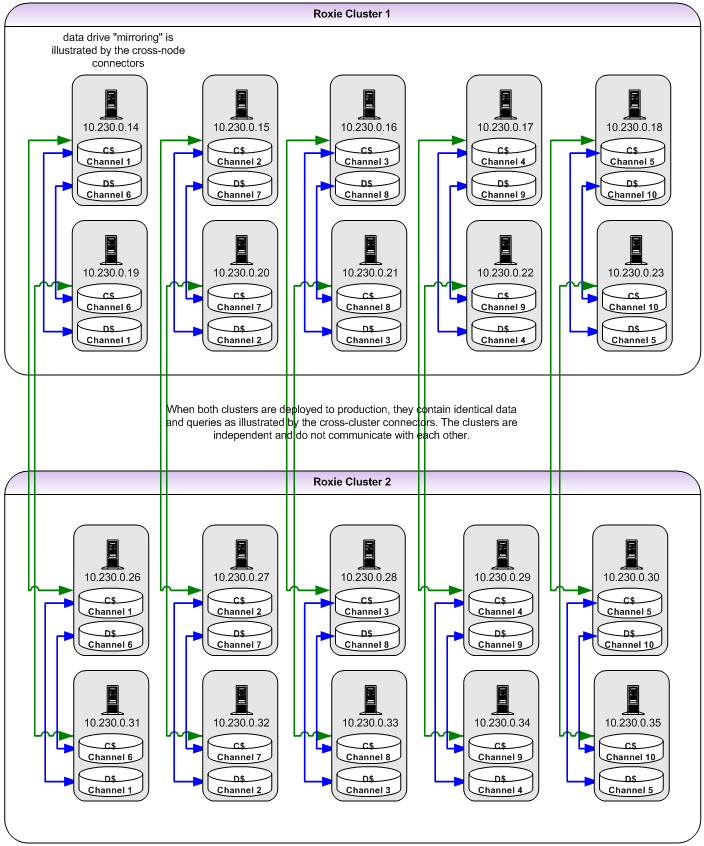 Roxie Cluster 1
data drive "mirroring" is
illustrated by the cross-node
connectors
10.230.0.14
C$
Channel 1
D$
Channel 6
10.230.0.15
C$
Channel 2
D$
Channel 7
10.230.0.16
C$
Channel 3
D$
Channel 8
10.230.0.17
C$
Channel 4
D$
Channel 9
10.230.0.18
C$
Channel 5
D$
Channel 10
10.230.0.19
C$
Channel 6
D$
Channel 1
10.230.0.20
C$
Channel 7
D$
Channel 2
10.230.0.21
C$
Channel 8
D$
Channel 3
10.230.0.22
C$
Channel 9
D$
Channel 4
10.230.0.23
C$
Channel 10
D$
Channel 5
When both clusters are deployed to production, they contain identical data
and queries as illustrated by the cross-cluster connectors. The clusters are
independent and do not communicate with each other.
Roxie Cluster 2
10.230.0.26
C$
Channel 1
D$
Channel 6
10.230.0.27
C$
Channel 2
D$
Channel 7
10.230.0.28
C$
Channel 3
D$
Channel 8
10.230.0.29
C$
Channel 4
D$
Channel 9
10.230.0.30
C$
Channel 5
D$
Channel 10
10.230.0.31
C$
Channel 6
D$
Channel 1
10.230.0.32
C$
Channel 7
D$
Channel 2
10.230.0.33
C$
Channel 8
D$
Channel 3
10.230.0.34
C$
Channel 9
D$
Channel 4
10.230.0.35
C$
Channel 10
D$
Channel 5